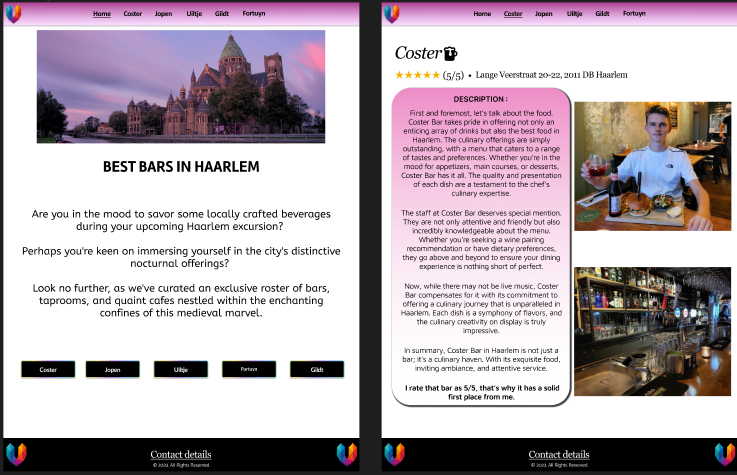 Home Coster Jopen Uiltje Gildt Fortuyn
BEST BARS IN HAARLEM
Are you in the mood to savor some locally crafted beverages
during your upcoming Haarlem excursion?
Perhaps you're keen on immersing yourself in the city's distinctive
nocturnal offerings?
Look no further, as we've curated an exclusive roster of bars,
taprooms, and quaint cafes nestled within the enchanting
confines of this medieval marvel.
Coster Jopen Uiltje Fortuyn Gildt
Contact details
© 2023. All Rights Reserved.
Home Coster Jopen Uiltje Gildt Fortuyn
Coster
(5/5) • Lange Veerstraat 20-22, 2011 DB Haarlem
DESCRIPTION :
First and foremost, let's talk about the food.
Coster Bar takes pride in offering not only an
enticing array of drinks but also the best food in
Haarlem. The culinary offerings are simply
outstanding, with a menu that caters to a range
of tastes and preferences. Whether you're in the
mood for appetizers, main courses, or desserts,
Coster Bar has it all. The quality and presentation
of each dish are a testament to the chef's
culinary expertise.
The staff at Coster Bar deserves special mention.
They are not only attentive and friendly but also
incredibly knowledgeable about the menu.
Whether you're seeking a wine pairing
recommendation or have dietary preferences,
they go above and beyond to ensure your dining
experience is nothing short of perfect.
Now, while there may not be live music, Coster
Bar compensates for it with its commitment to
offering a culinary journey that is unparalleled in
Haarlem. Each dish is a symphony of flavors, and
the culinary creativity on display is truly
impressive.
In summary, Coster Bar in Haarlem is not just a
bar; it's a culinary haven. With its exquisite food,
inviting ambiance, and attentive service.
I rate that bar as 5/5, that's why it has a solid
first place from me.
Contact details
© 2023. All Rights Reserved.